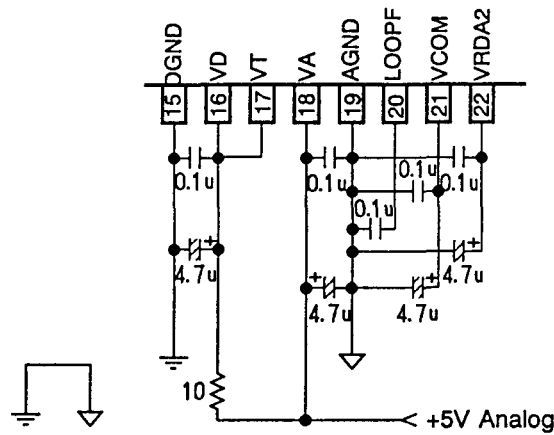 DGND
VD
VT
VA
AGND
LOOPF
VCOM
VRDA2
15
16
17
18
19
20
21
22
0.1u
0.1u
0.1u
0.1u
0.1u
+
4.7u
+
4.7u
+
4.7u
+
4.7u
10
+5V Analog